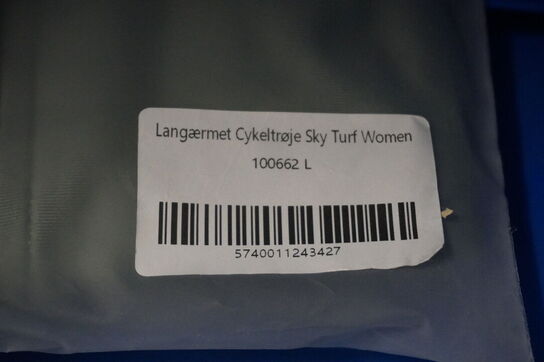 Langærmet Cykeltrøje Sky Turf Women
100662 L
5740011243427